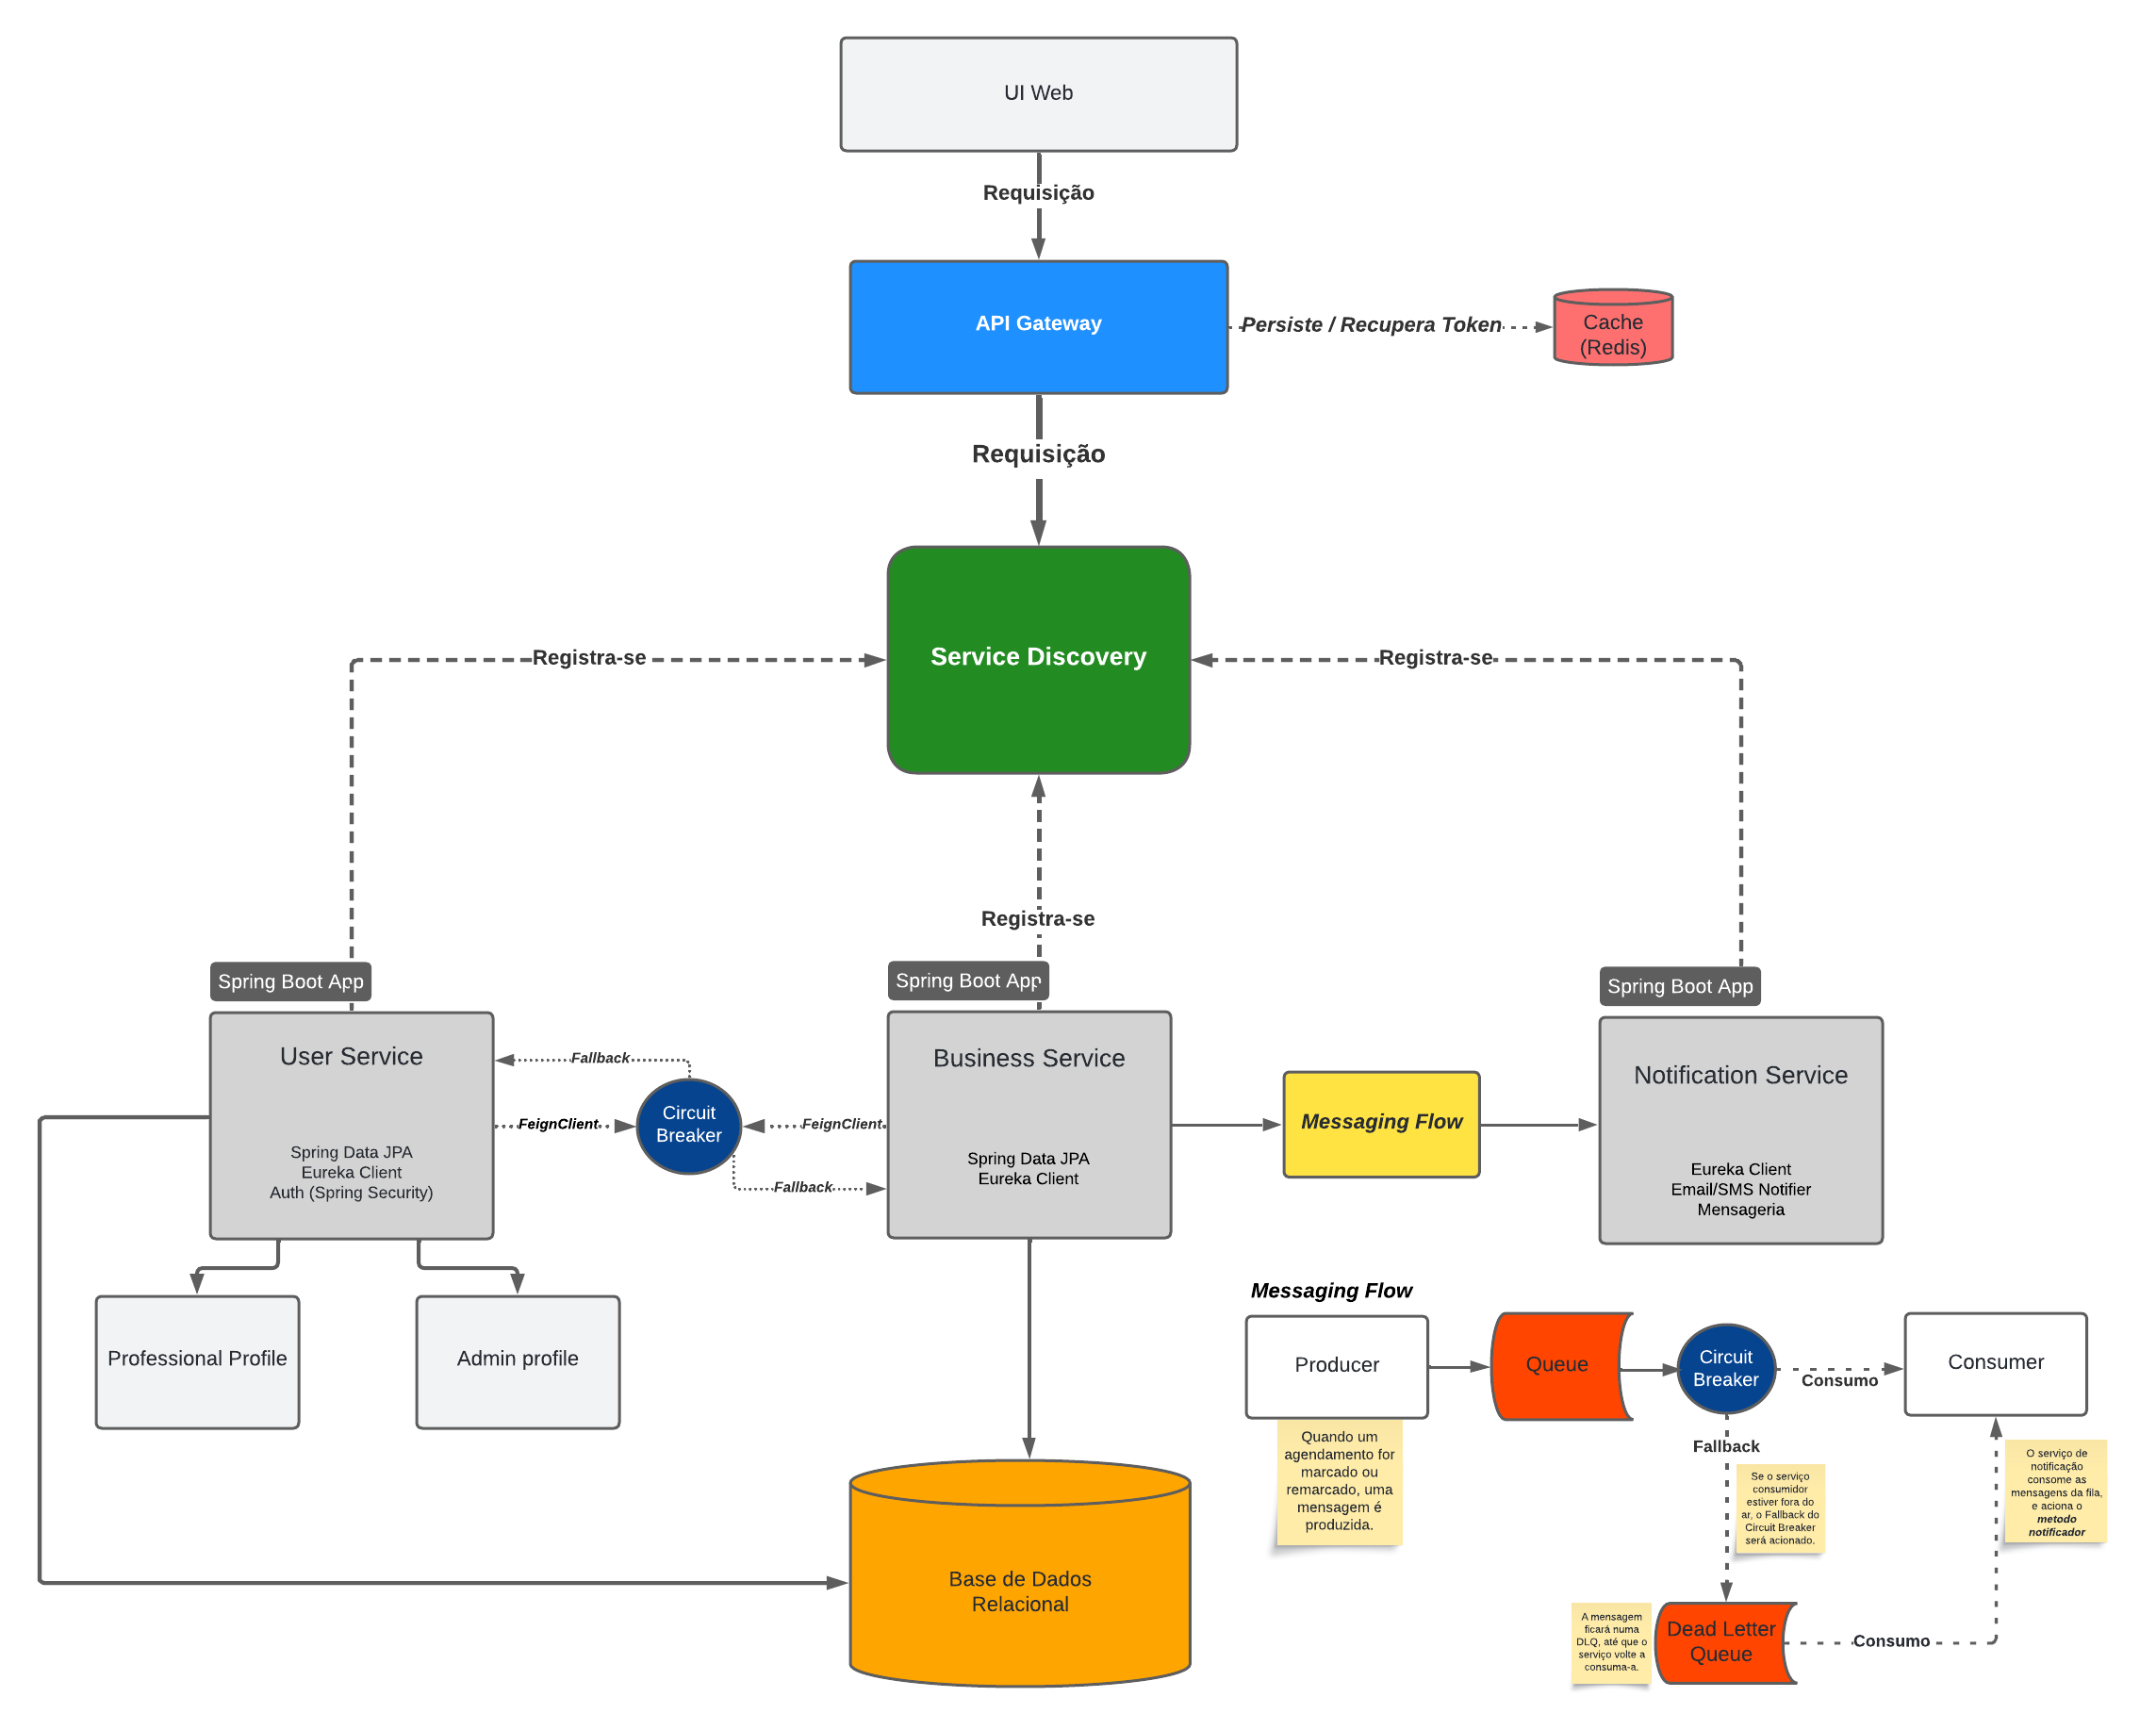 UI Web
Requisição
API Gateway
Persiste / Recupera Token
Cache
(Redis)
Requisição
Service Discovery
Registra-se
Registra-se
Registra-se
Spring Boot App
Spring Boot App
Spring Boot App
User Service
Spring Data JPA
Eureka Client
Auth (Spring Security)
Fallback
FeignClient
Circuit
Breaker
FeignClient
Fallback
Business Service
Spring Data JPA
Eureka Client
Messaging Flow
Notification Service
Eureka Client
Email/SMS Notifier
Mensageria
Professional Profile
Admin profile
Messaging Flow
Producer
Queue
Circuit
Breaker
Consumo
Consumer
Quando um
agendamento for
marcado ou
remarcado, uma
mensagem é
produzida.
Fallback
Se o serviço
consumidor
estiver fora do
ar, o Fallback do
Circuit Breaker
será acionado.
O serviço de
notificação
consome as
mensagens da fila,
e aciona o
metodo
notificador
Base de Dados
Relacional
A mensagem
ficará numa
DLQ, até que o
serviço volte a
consuma-a.
Dead Letter
Queue
Consumo